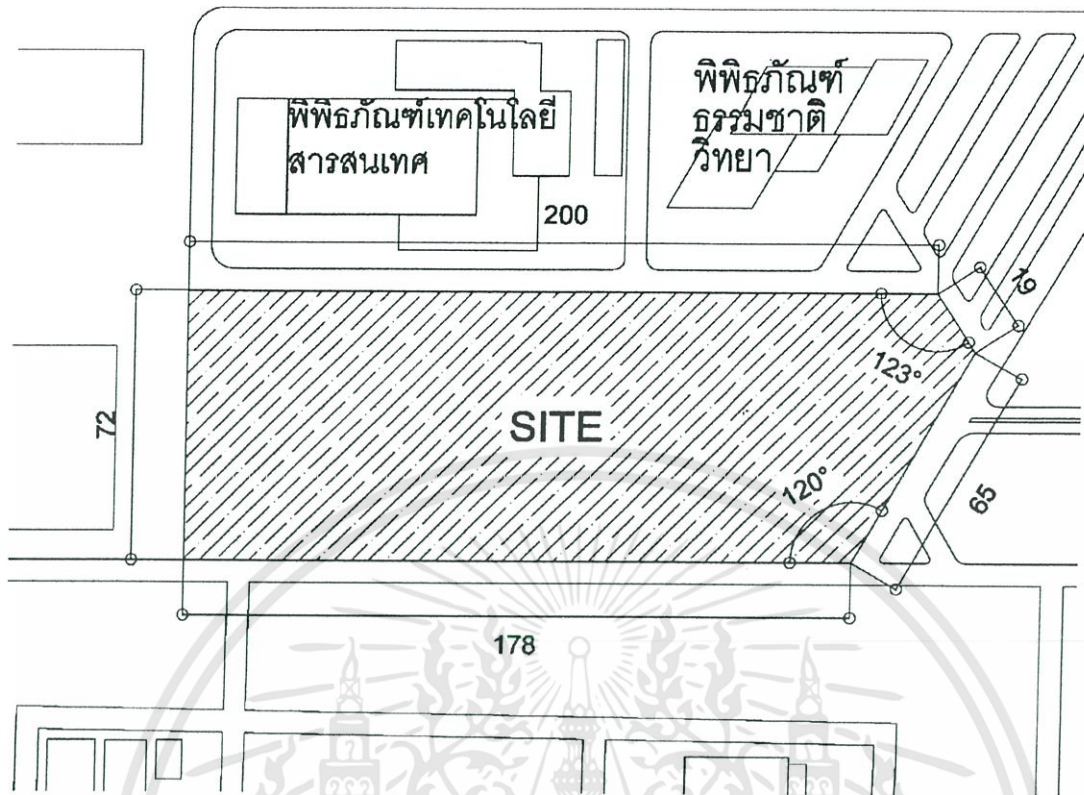 พิพิธภัณฑ์เทคโนโลยี
สารสนเทศ
พิพิธภัณฑ์
ธรรมชาติ
วิทยา
200
19
123°
72
SITE
120°
65
178